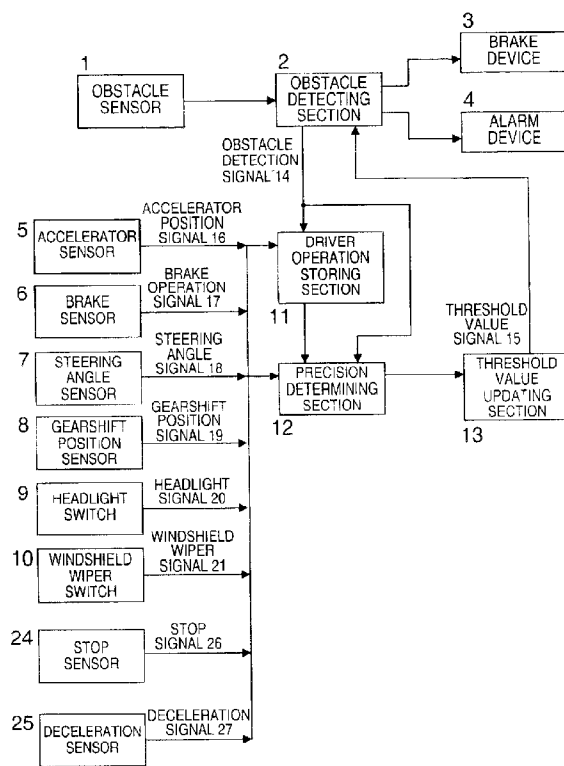 3
BRAKE
DEVICE
1
OBSTACLE
SENSOR
2
OBSTACLE
DETECTING
SECTION
4
ALARM
DEVICE
OBSTACLE
DETECTION
SIGNAL 14
5
ACCELERATOR
SENSOR
ACCELERATOR
POSITION
SIGNAL 16
DRIVER
OPERATION
STORING
SECTION
11
6
BRAKE
SENSOR
BRAKE
OPERATION
SIGNAL 17
THRESHOLD
VALUE
SIGNAL 15
7
STEERING
ANGLE
SENSOR
STEERING
ANGLE
SIGNAL 18
PRECISION
DETERMINING
SECTION
12
THRESHOLD
VALUE
UPDATING
SECTION
13
8
GEARSHIFT
POSITION
SENSOR
GEARSHIFT
POSITION
SIGNAL 19
9
HEADLIGHT
SWITCH
HEADLIGHT
SIGNAL 20
10
WINDSHIELD
WIPER
SWITCH
WINDSHIELD
WIPER
SIGNAL 21
24
STOP
SENSOR
STOP
SIGNAL 26
25
DECELERATION
SENSOR
DECELERATION
SIGNAL 27